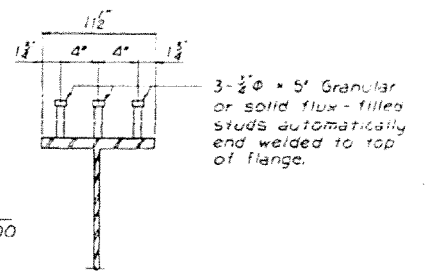 11½"
1¾" 4" 4" 1¾"
3-¾"Φ × 5" Granular
or solid flux-filled
studs automatically
end welded to top
of flange.